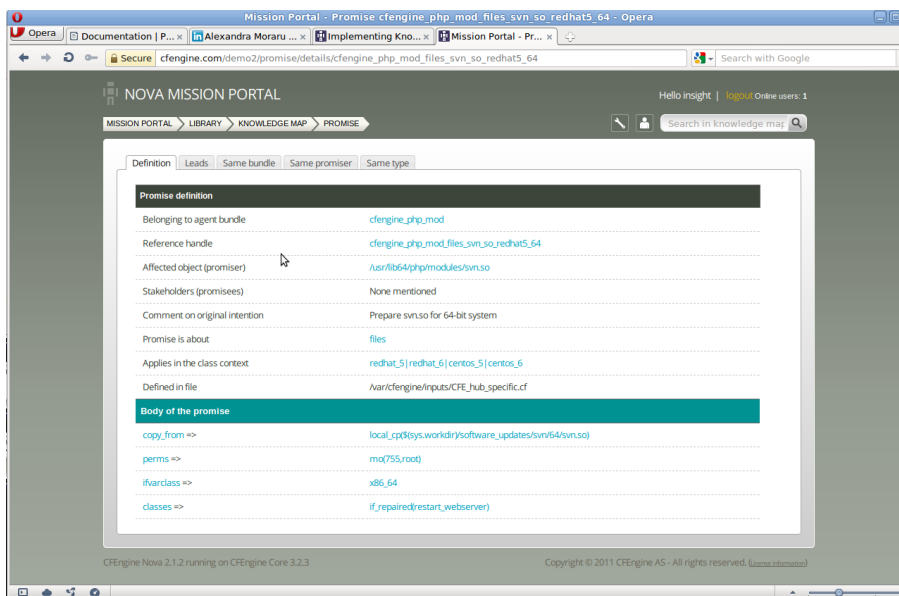 Mission Portal - Promise cfengine_php_mod_files_svn_so_redhat5_64 - Opera
Opera
Documentation | P...
Alexandra Moraru ...
Implementing Kno...
Mission Portal - Pr...
Secure cfengine.com/demo2/promise/details/cfengine_php_mod_files_svn_so_redhat5_64
Search with Google
NOVA MISSION PORTAL
Hello insight | logout Online users: 1
MISSION PORTAL LIBRARY KNOWLEDGE MAP PROMISE
Search in knowledge map
Definition Leads Same bundle Same promiser Same type
Promise definition
Belonging to agent bundle cfengine_php_mod
Reference handle cfengine_php_mod_files_svn_so_redhat5_64
Affected object (promiser) /usr/lib64/php/modules/svn.so
Stakeholders (promisees) None mentioned
Comment on original intention Prepare svn.so for 64-bit system
Promise is about files
Applies in the class context redhat_5|redhat_6|centos_5|centos_6
Defined in file /var/cfengine/inputs/CFE_hub_specific.cf
Body of the promise
copy_from => local_cp($(sys.workdir)/software_updates/svn/64/svn.so)
perms => mo(755,root)
ifvarclass => x86_64
classes => if_repaired(restart_webserver)
CFEngine Nova 2.1.2 running on CFEngine Core 3.2.3
Copyright © 2011 CFEngine AS - All rights reserved. (License information)